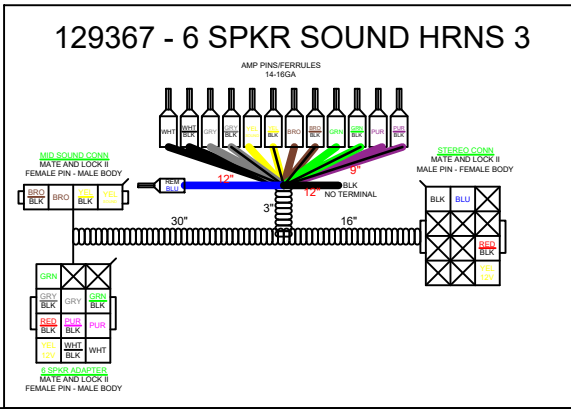 129367 - 6 SPKR SOUND HRNS 3
AMP PINS/FERRULES
14-16GA
WHT
WHT BLK
GRY
GRY BLK
YEL
YEL BLK
BRO
BRO BLK
GRN
GRN BLK
PUR
PUR BLK
MID SOUND CONN
MATE AND LOCK II
FEMALE PIN - MALE BODY
BRO BLK
BRO
YEL BLK
YEL
REM BLU
12"
9"
12"
BLK
NO TERMINAL
3"
30"
16"
STEREO CONN
MATE AND LOCK II
MALE PIN - FEMALE BODY
BLK
BLU
RED BLK
YEL 12V
GRN
GRY BLK
GRY
GRN BLK
RED BLK
PUR BLK
PUR
YEL 12V
WHT BLK
WHT
8 SPKR ADAPTER
MATE AND LOCK II
FEMALE PIN - MALE BODY